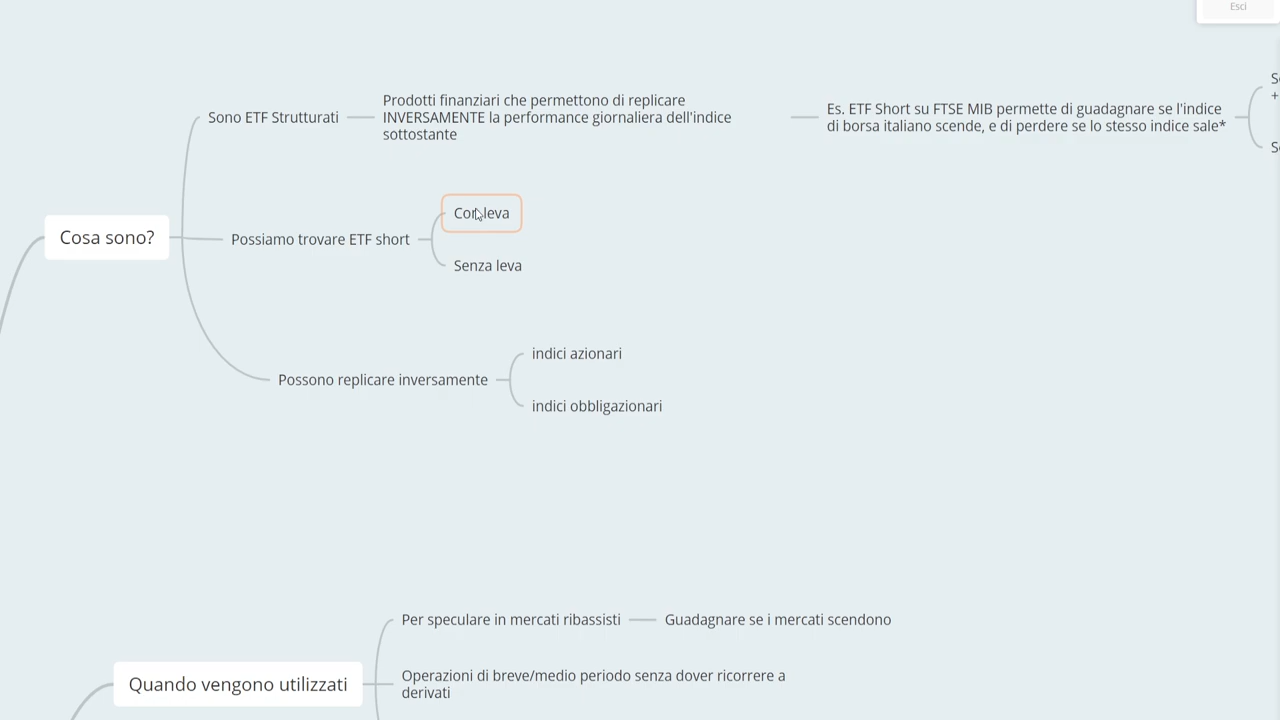 Esci
Sono ETF Strutturati
Prodotti finanziari che permettono di replicare
INVERSAMENTE la performance giornaliera dell'indice
sottostante
Es. ETF Short su FTSE MIB permette di guadagnare se l'indice
di borsa italiano scende, e di perdere se lo stesso indice sale*
+
Cosa sono?
Possiamo trovare ETF short
Con leva
Senza leva
Possono replicare inversamente
indici azionari
indici obbligazionari
Quando vengono utilizzati
Per speculare in mercati ribassisti
Guadagnare se i mercati scendono
Operazioni di breve/medio periodo senza dover ricorrere a
derivati